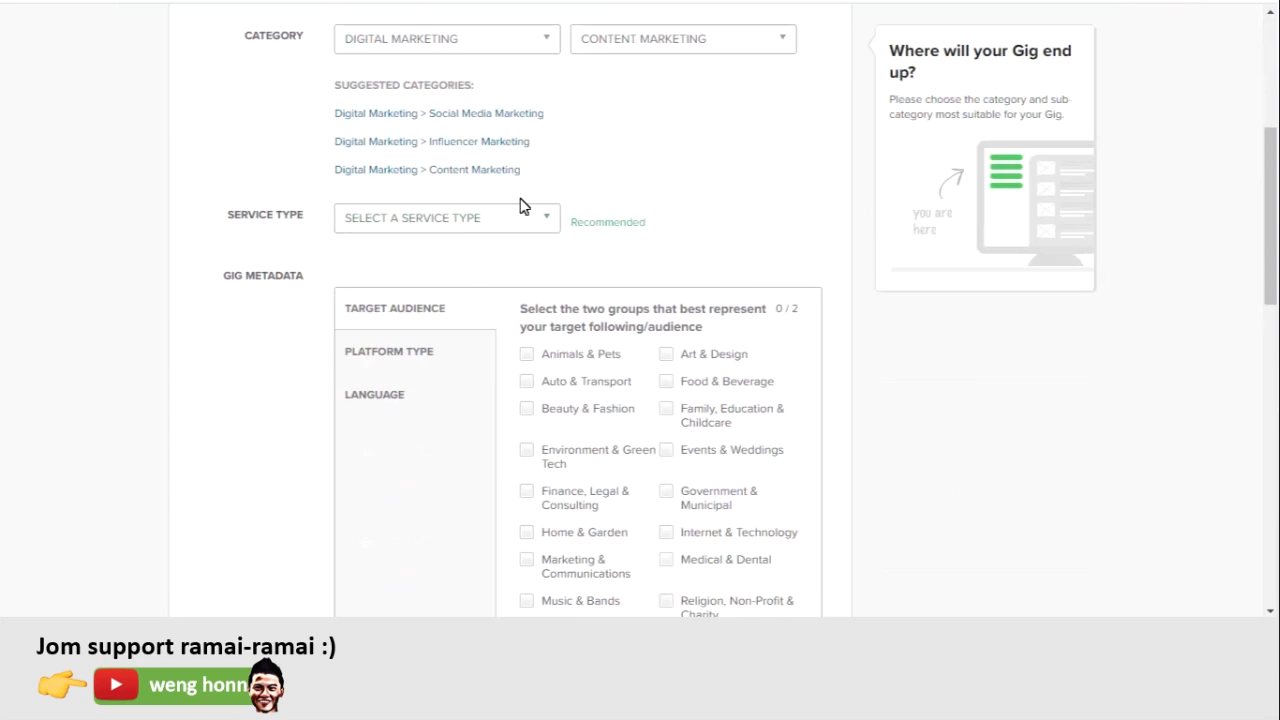 CATEGORY
DIGITAL MARKETING
CONTENT MARKETING
SUGGESTED CATEGORIES:
Digital Marketing > Social Media Marketing
Digital Marketing > Influencer Marketing
Digital Marketing > Content Marketing
SERVICE TYPE
SELECT A SERVICE TYPE
Recommended
GIG METADATA
TARGET AUDIENCE
PLATFORM TYPE
LANGUAGE
Select the two groups that best represent 0 / 2
your target following/audience
Animals & Pets
Art & Design
Auto & Transport
Food & Beverage
Beauty & Fashion
Family, Education &
Childcare
Environment & Green
Tech
Events & Weddings
Finance, Legal &
Consulting
Government &
Municipal
Home & Garden
Internet & Technology
Marketing &
Communications
Medical & Dental
Music & Bands
Religion, Non-Profit &
Charity
Where will your Gig end
up?
Please choose the category and sub-
category most suitable for your Gig.
you are
here
Jom support ramai-ramai :)
weng honn